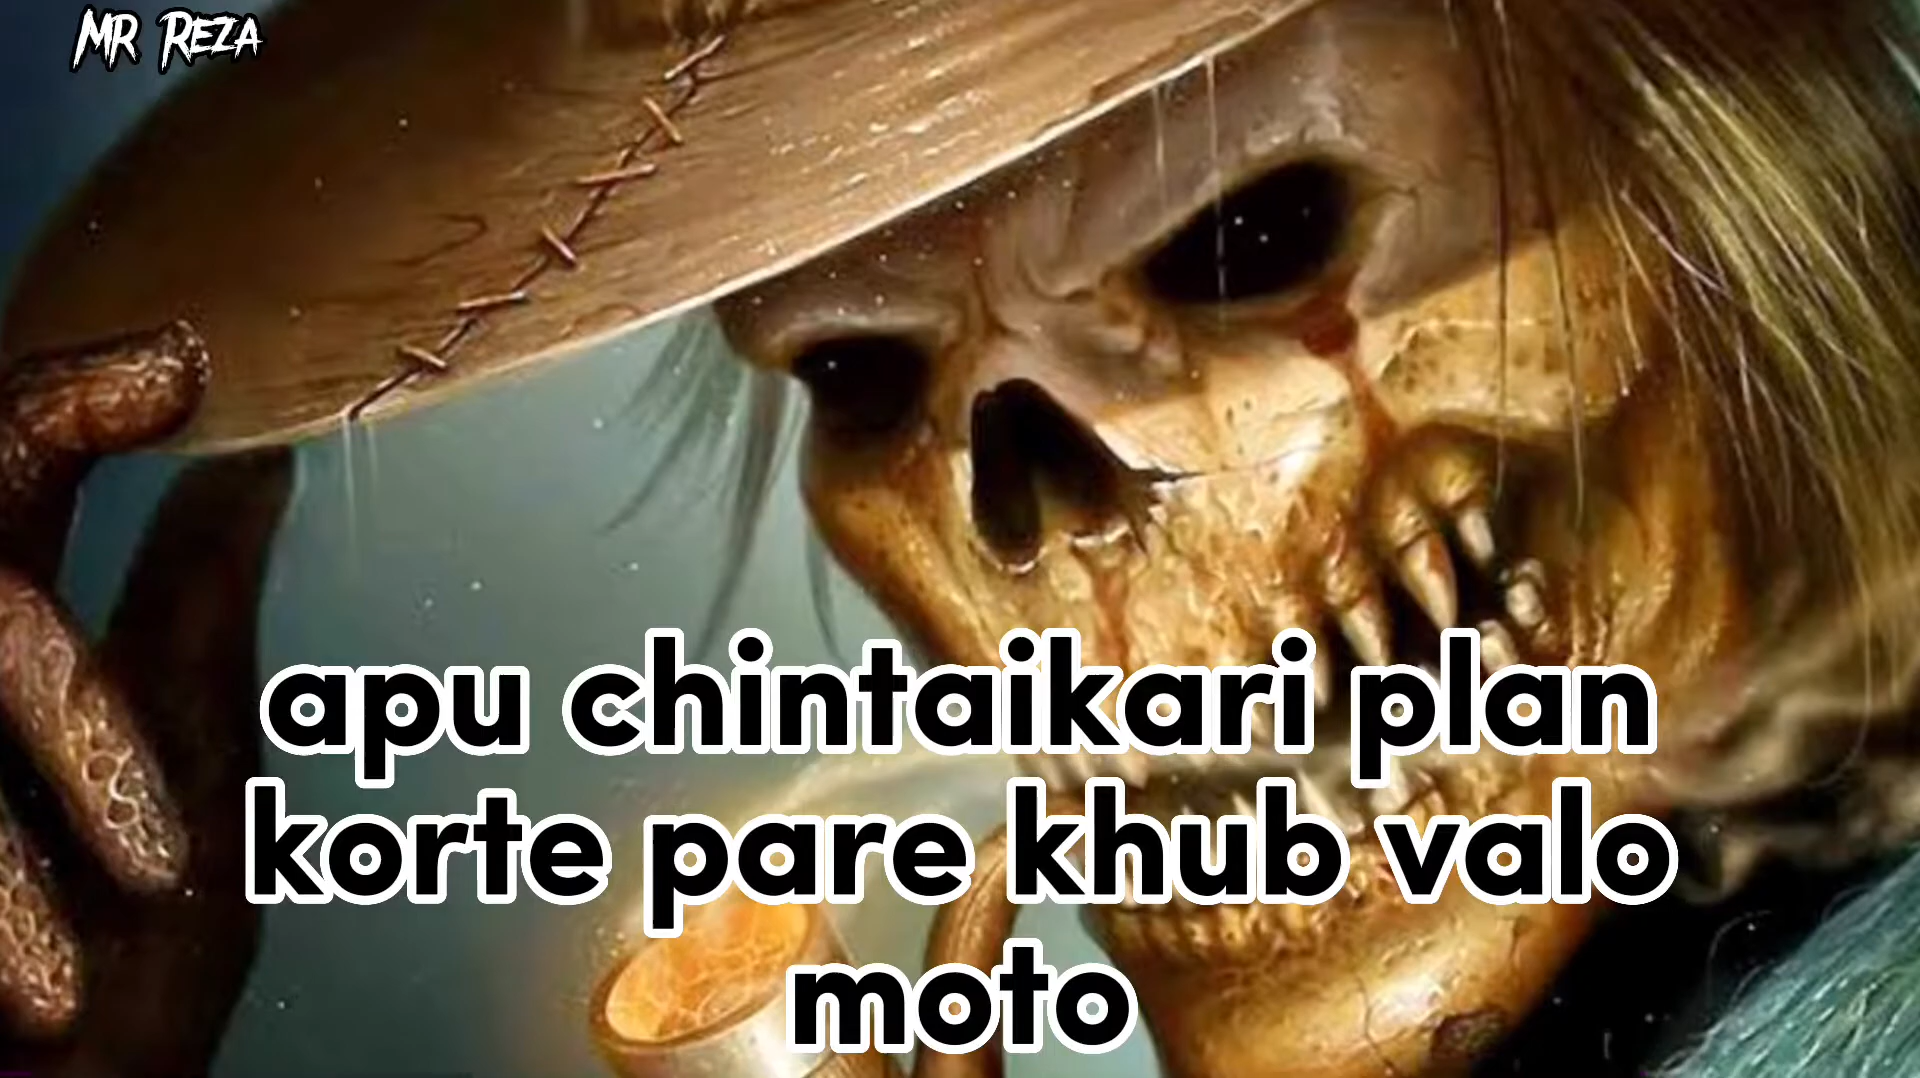 MR REZA
apu chintaikari plan
korte pare khub valo
moto